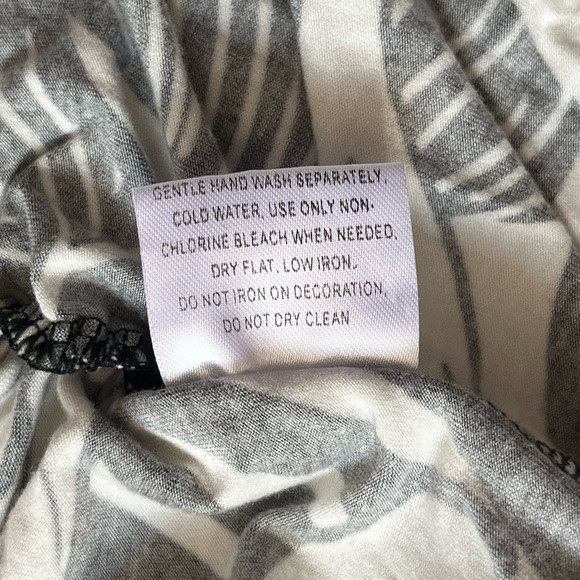 GENTLE HAND WASH SEPARATELY,
COLD WATER, USE ONLY NON-
CHLORINE BLEACH WHEN NEEDED,
DRY FLAT, LOW IRON,
DO NOT IRON ON DECORATION,
DO NOT DRY CLEAN